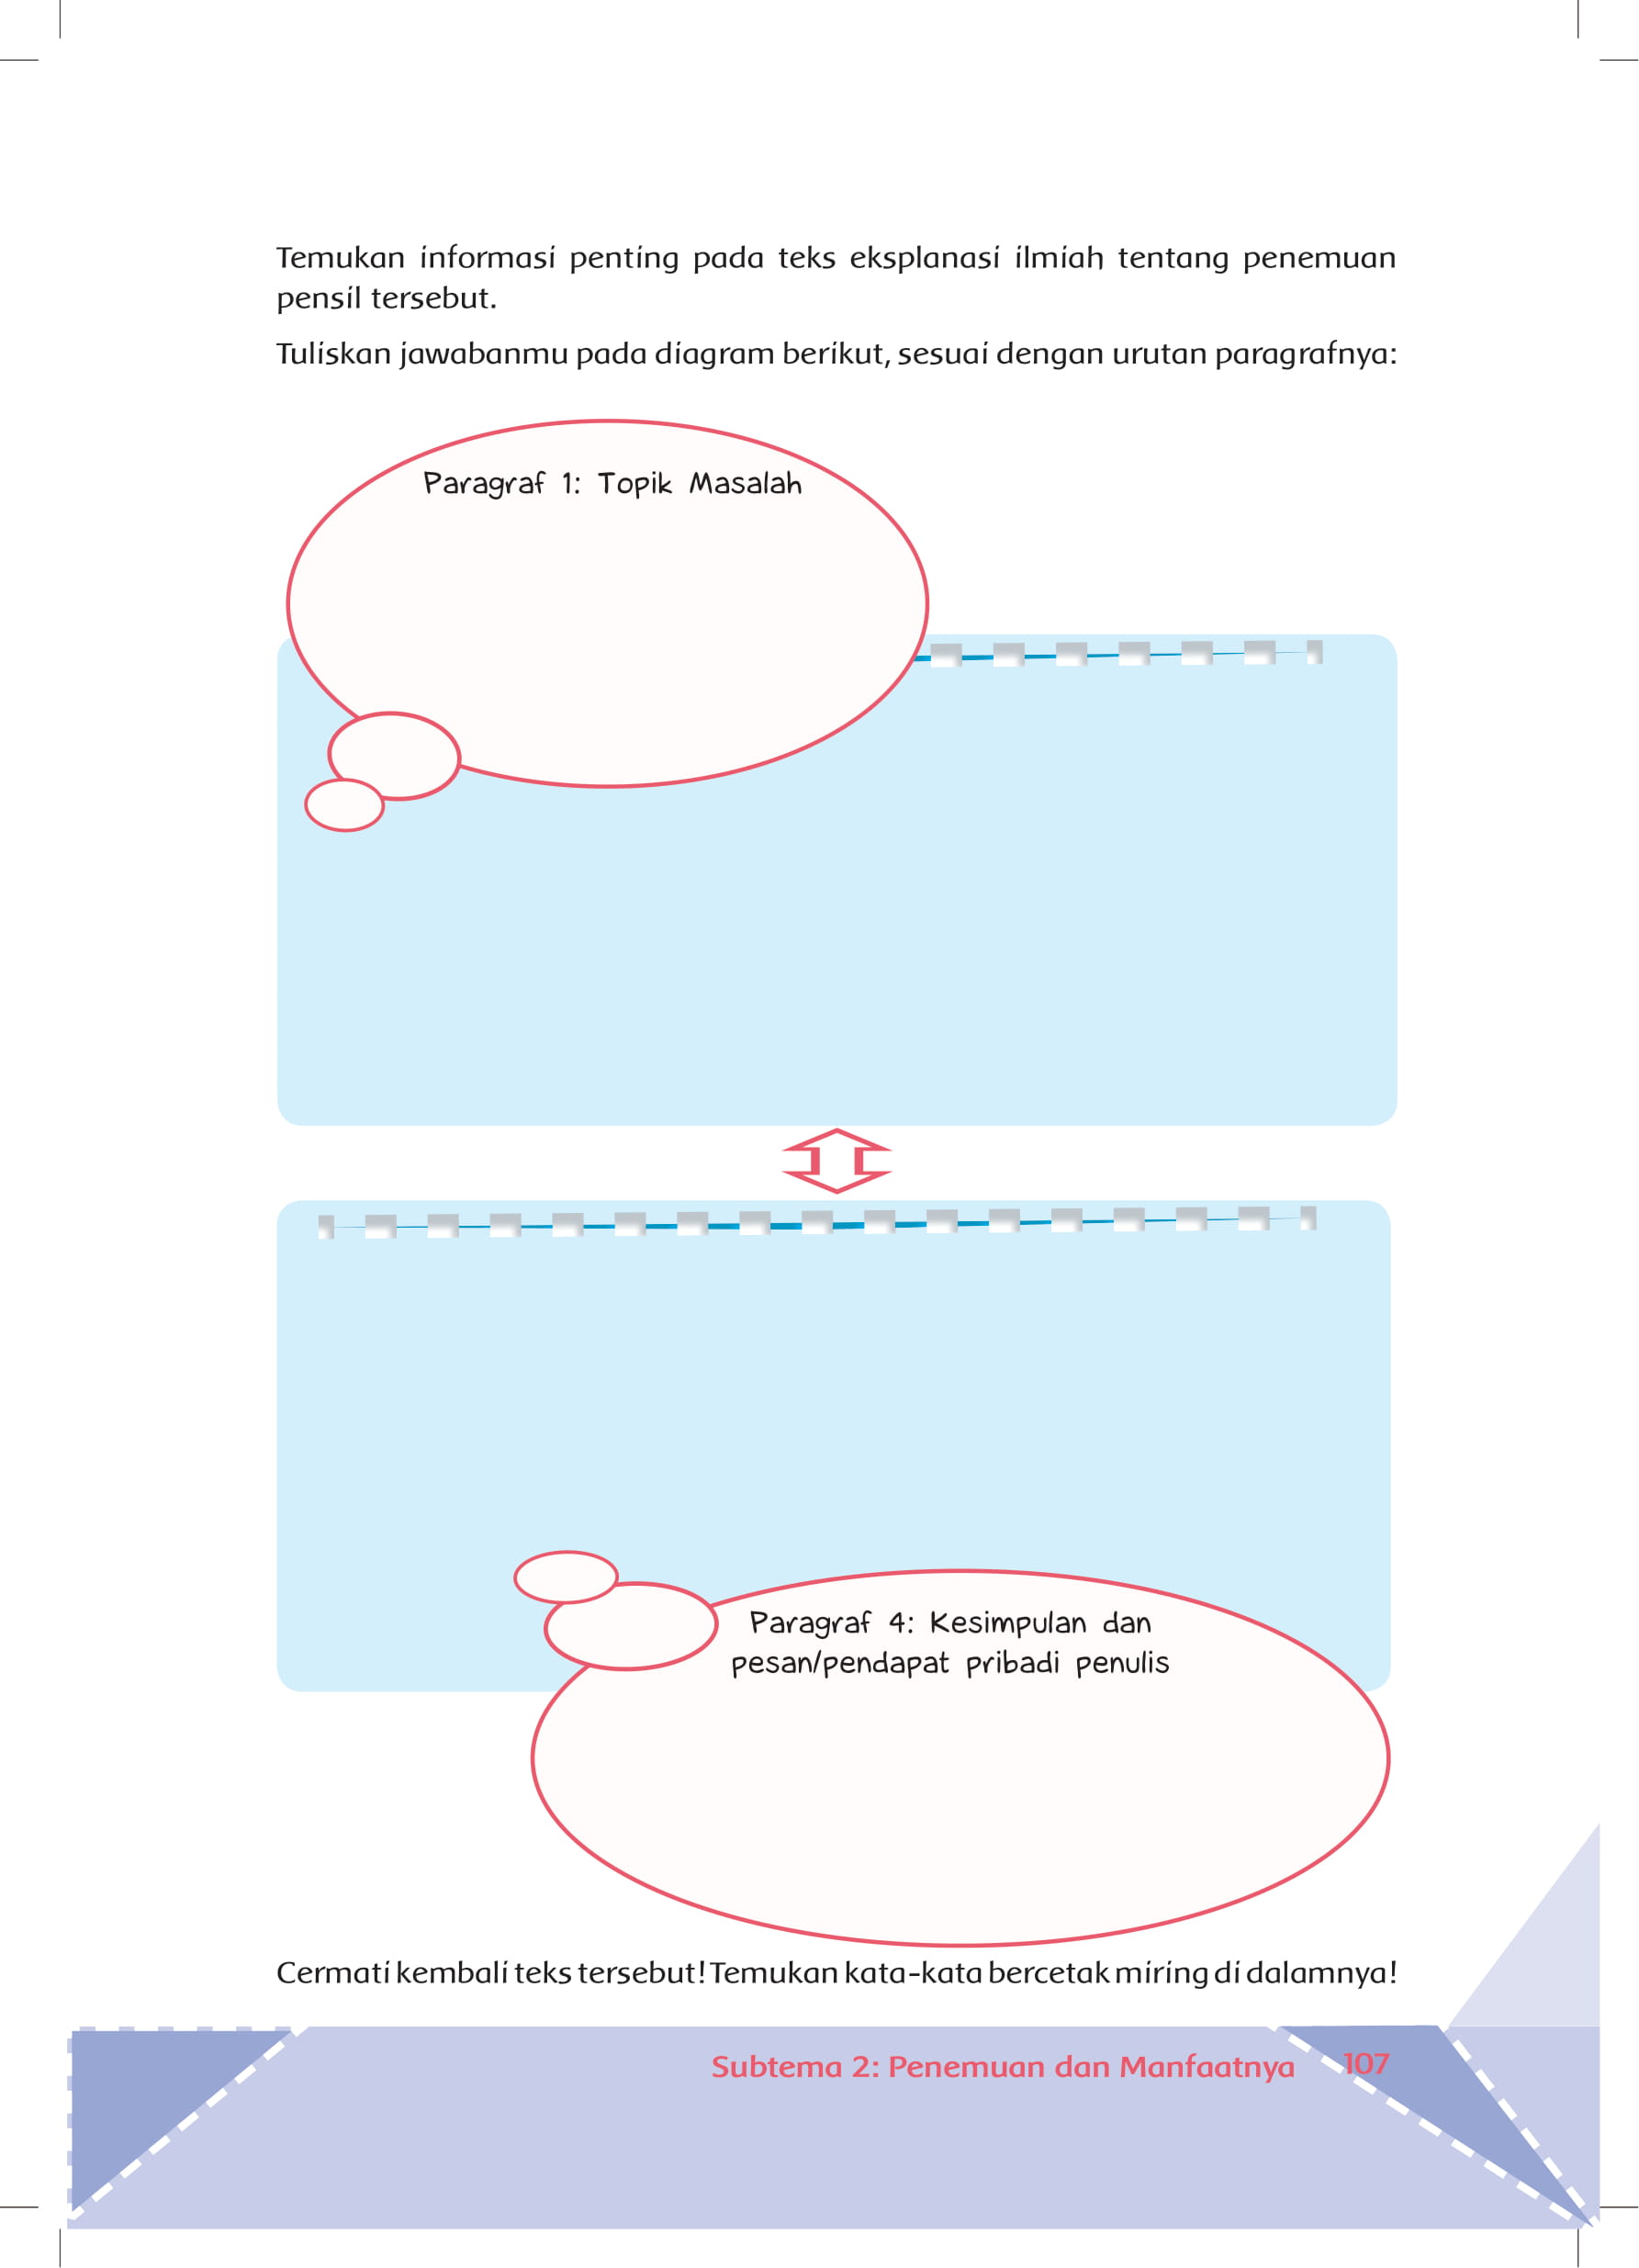 Temukan informasi penting pada teks eksplanasi ilmiah tentang penemuan
pensil tersebut.
Tuliskan jawabanmu pada diagram berikut, sesuai dengan urutan paragrafnya:
Paragraf 1: Topik Masalah
Paragraf 4: Kesimpulan dan
pesan/pendapat pribadi penulis
Cermati kembali teks tersebut! Temukan kata-kata bercetak miring di dalamnya!
Subtema 2: Penemuan dan Manfaatnya 107